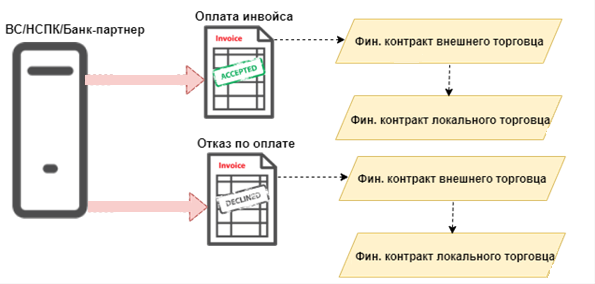 ВС/НСПК/Банк-партнер
Оплата инвойса
Invoice
ACCEPTED
Фин. контракт внешнего торговца
Фин. контракт локального торговца
Отказ по оплате
Invoice
DECLINED
Фин. контракт внешнего торговца
Фин. контракт локального торговца